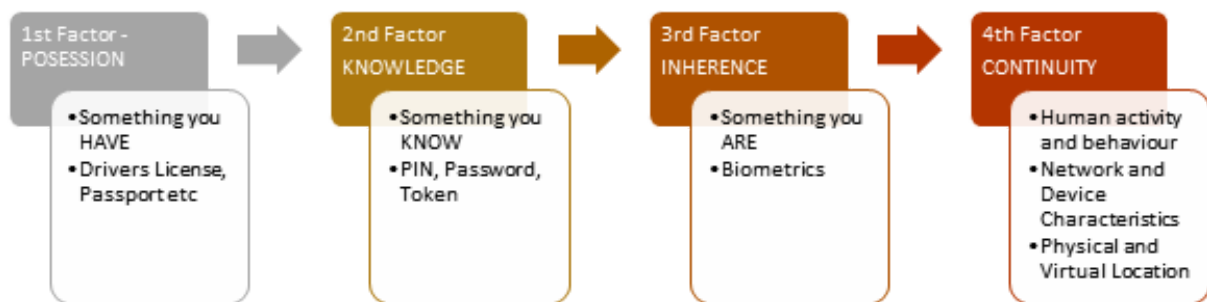 1st Factor -
POSESSION
•Something you
HAVE
•Drivers License,
Passport etc
2nd Factor
KNOWLEDGE
•Something you
KNOW
•PIN, Password,
Token
3rd Factor
INHERENCE
•Something you
ARE
•Biometrics
4th Factor
CONTINUITY
•Human activity
and behaviour
•Network and
Device
Characteristics
•Physical and
Virtual Location